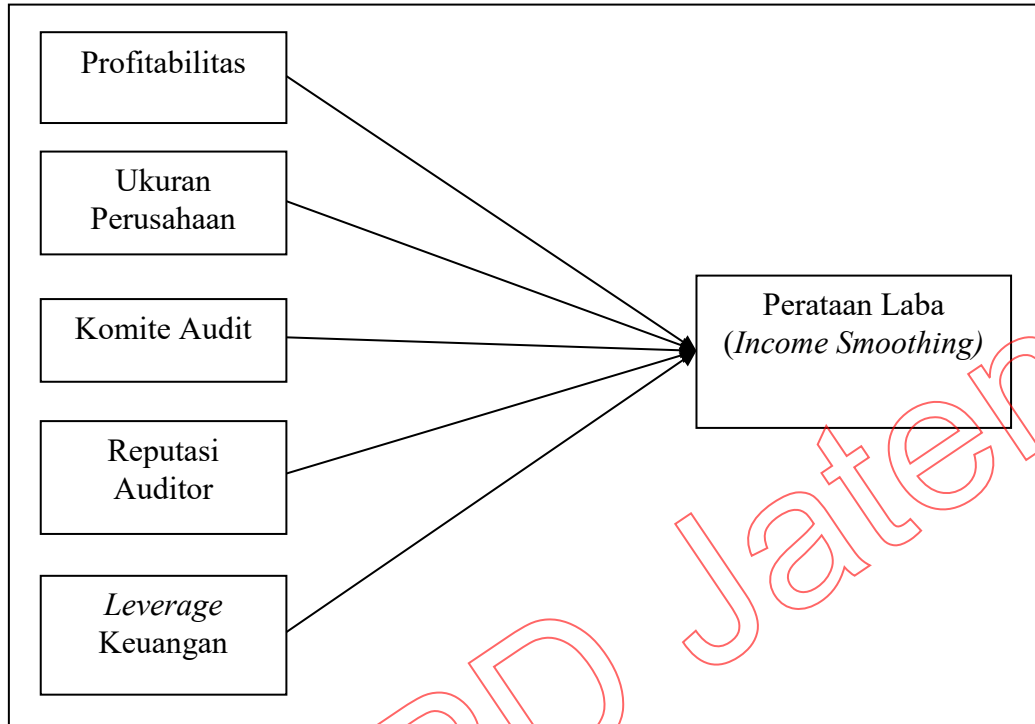 Profitabilitas
Ukuran
Perusahaan
Komite Audit
Reputasi
Auditor
Leverage
Keuangan
Perataan Laba
(Income Smoothing)